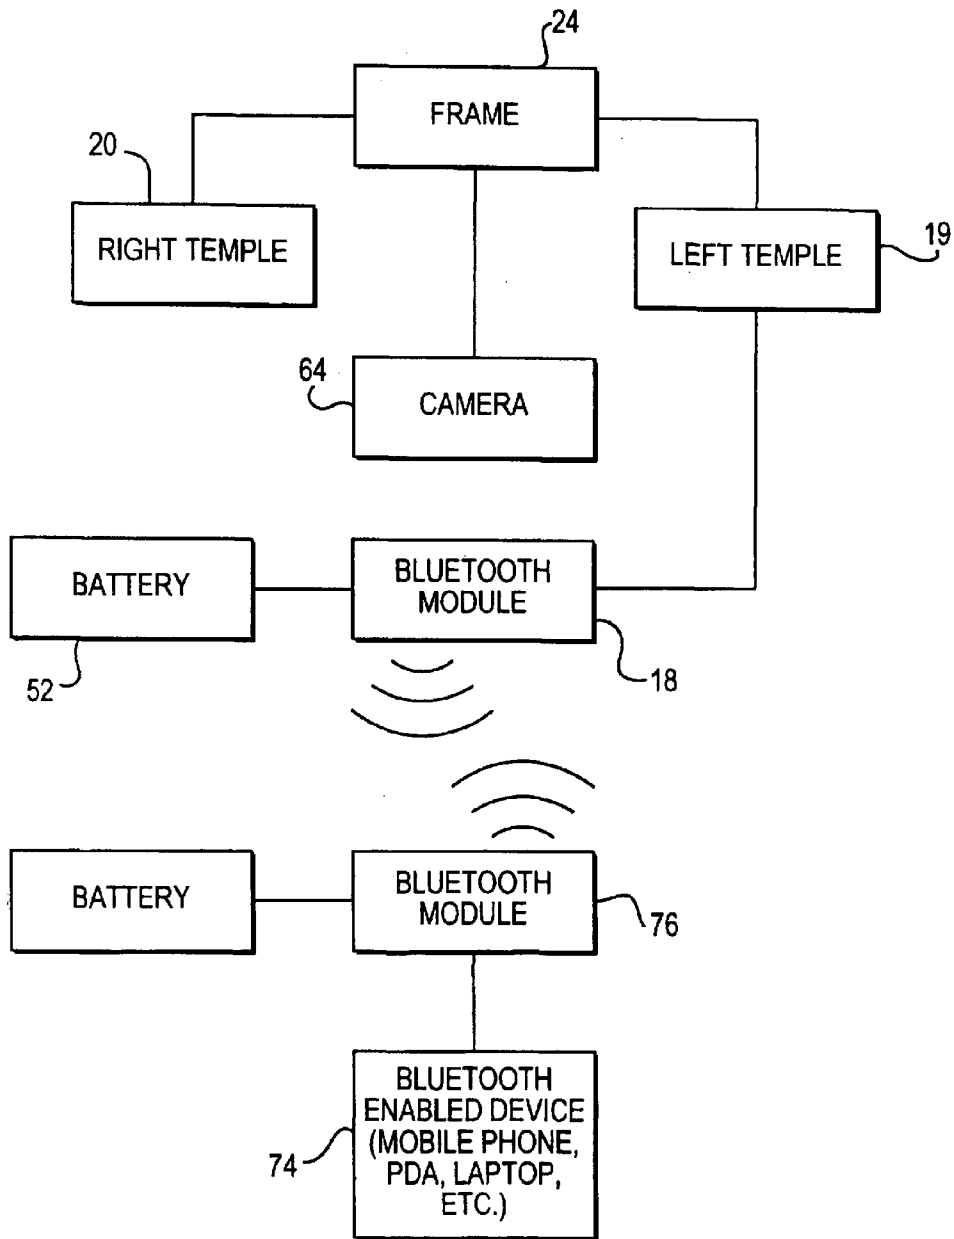 24
FRAME
20
RIGHT TEMPLE
LEFT TEMPLE
19
64
CAMERA
BATTERY
BLUETOOTH
MODULE
52
18
BATTERY
BLUETOOTH
MODULE
76
BLUETOOTH
ENABLED DEVICE
(MOBILE PHONE,
PDA, LAPTOP,
ETC.)
74